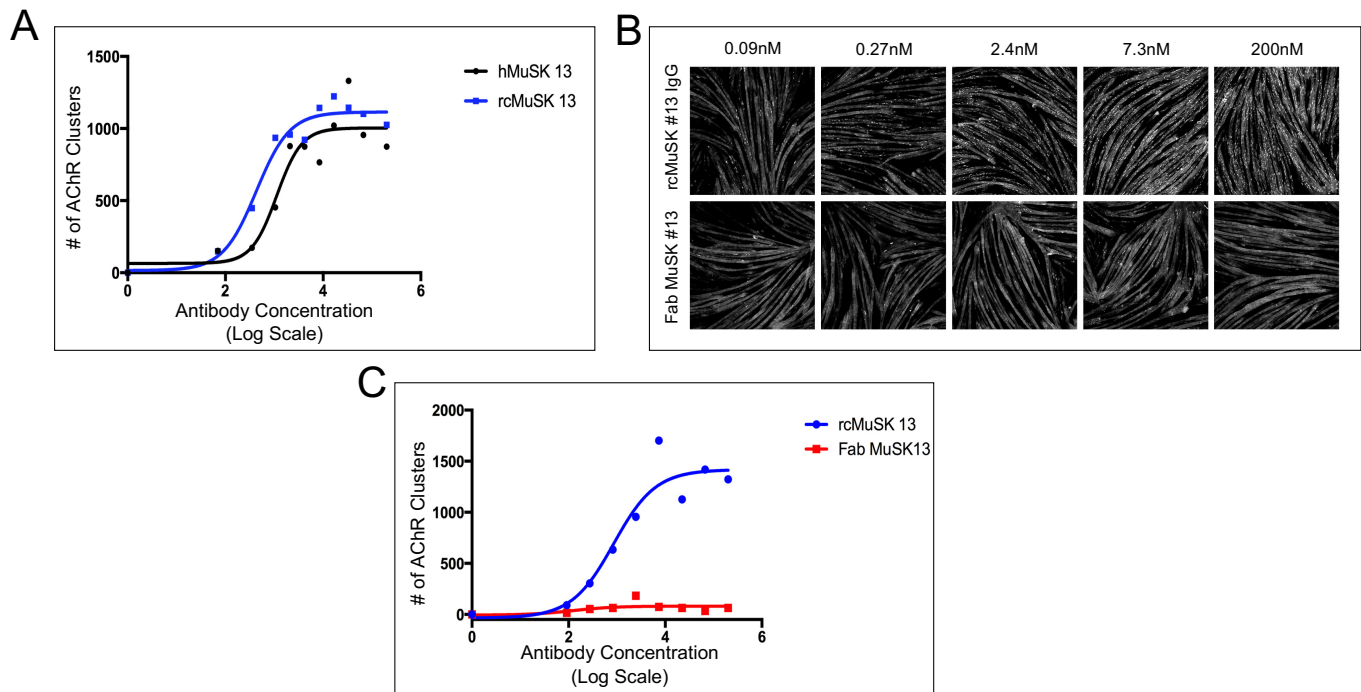 A
1500
1000
500
0
0
2
4
6
# of AChR Clusters
Antibody Concentration
(Log Scale)
hMuSK 13
rcMuSK 13
B
0.09nM
0.27nM
2.4nM
7.3nM
200nM
rcMuSK #13 IgG
Fab MuSK #13
C
2000
1500
1000
500
0
0
2
4
6
# of AChR Clusters
Antibody Concentration
(Log Scale)
rcMuSK 13
Fab MuSK13